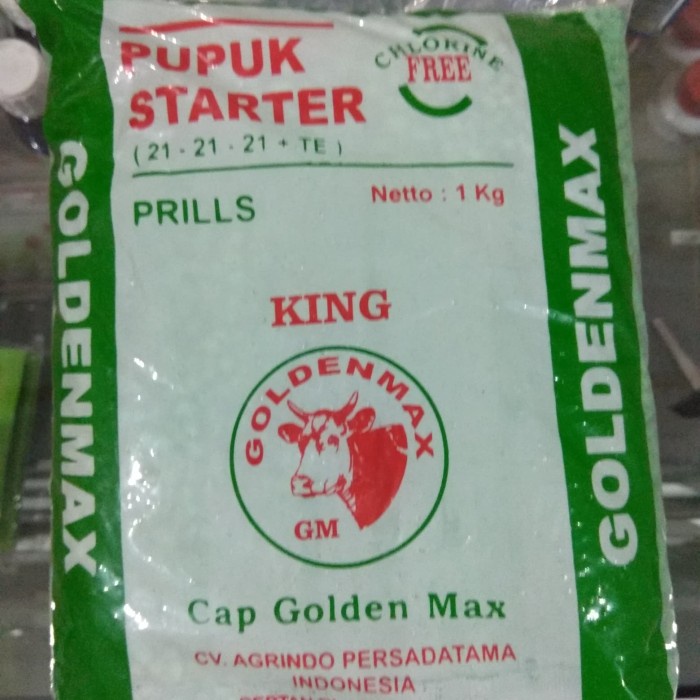 PUPUK
STARTER
( 21 - 21 - 21 + TE )
CHLORINE
FREE
PRILLS
Netto : 1 Kg
KING
GOLDENMAX
GM
Cap Golden Max
CV. AGRINDO PERSADATAMA
INDONESIA
GOLDENMAX
GOLDENMAX